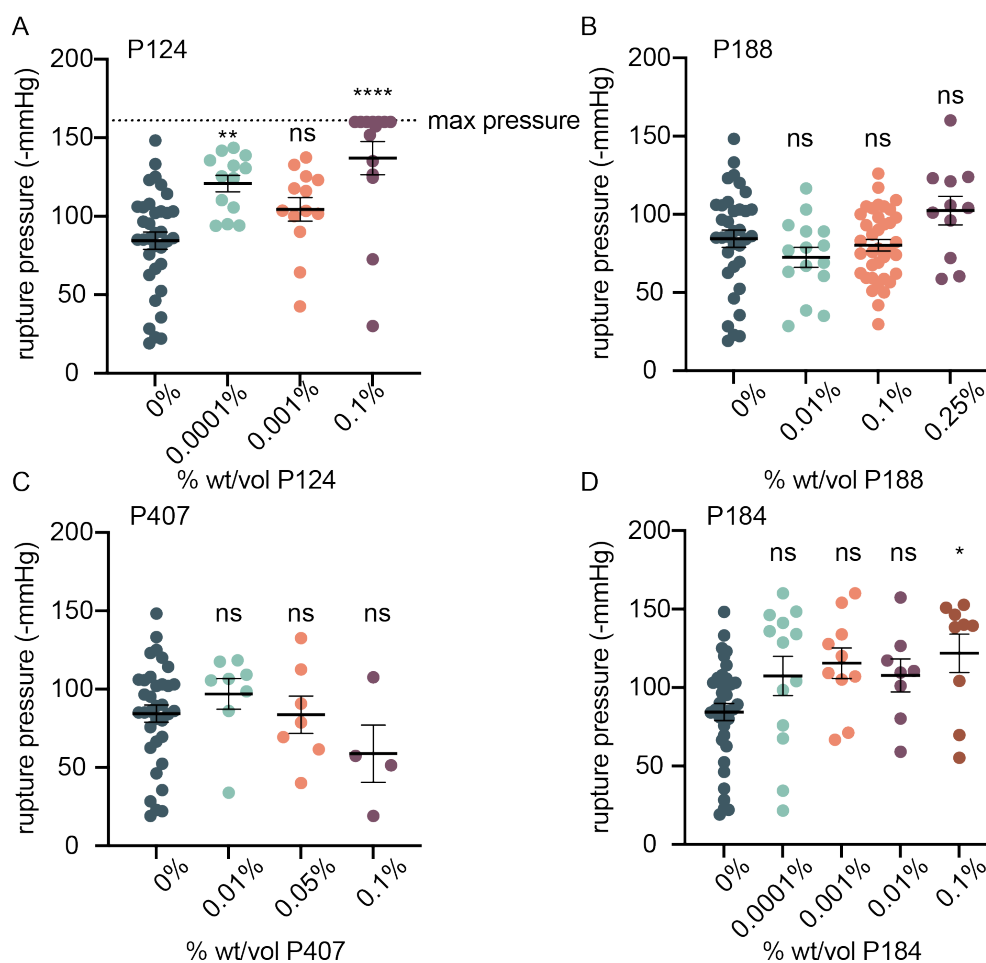 A
P124
rupture pressure (-mmHg)
200
150
100
50
0
**
ns
****
max pressure
0%
0.0001%
0.001%
0.1%
% wt/vol P124
B
P188
rupture pressure (-mmHg)
200
150
100
50
0
ns
ns
ns
0%
0.01%
0.1%
0.25%
% wt/vol P188
C
P407
rupture pressure (-mmHg)
200
150
100
50
0
ns
ns
ns
0%
0.01%
0.05%
0.1%
% wt/vol P407
D
P184
rupture pressure (-mmHg)
200
150
100
50
0
ns
ns
ns
*
0%
0.0001%
0.001%
0.01%
0.1%
% wt/vol P184